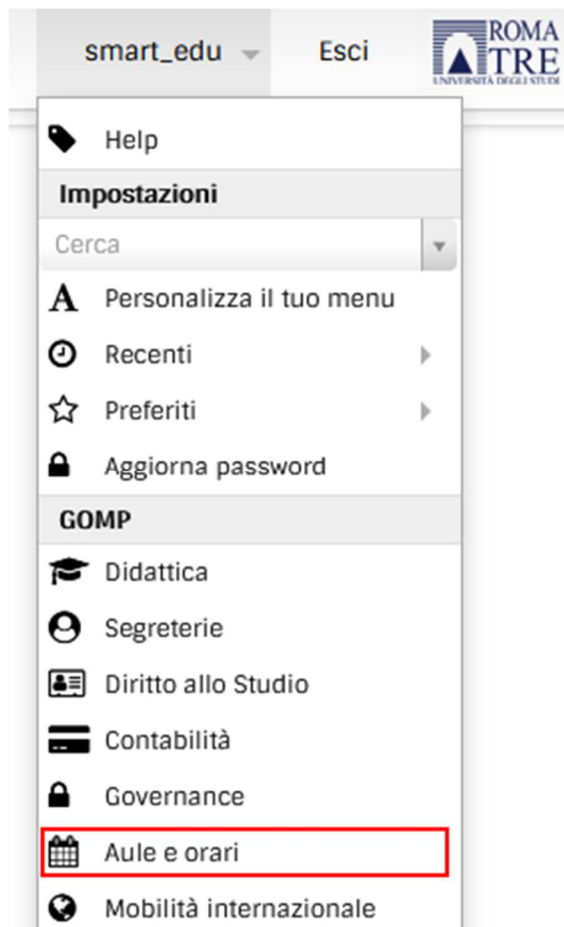 smart_edu Esci ROMA
TRE
UNIVERSITÀ DEGLI STUDI
Help
Impostazioni
Cerca
Personalizza il tuo menu
Recenti
Preferiti
Aggiorna password
GOMP
Didattica
Segreterie
Diritto allo Studio
Contabilità
Governance
Aule e orari
Mobilità internazionale